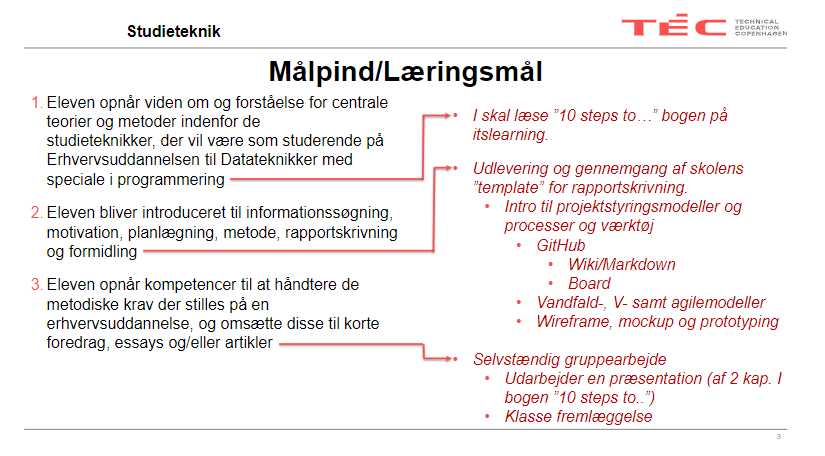 Studieteknik
TÉC TECHNICAL
EDUCATION
COPENHAGEN
Målpind/Læringsmål
1. Eleven opnår viden om og forståelse for centrale
teorier og metoder indenfor de
studieteknikker, der vil være som studerende på
Erhvervsuddannelsen til Datateknikker med
speciale i programmering
2. Eleven bliver introduceret til informationssøgning,
motivation, planlægning, metode, rapportskrivning
og formidling
3. Eleven opnår kompetencer til at håndtere de
metodiske krav der stilles på en
erhvervsuddannelse, og omsætte disse til korte
foredrag, essays og/eller artikler
• I skal læse ”10 steps to…” bogen på
itslearning.
• Udlevering og gennemgang af skolens
”template” for rapportskrivning.
• Intro til projektstyringsmodeller og
processer og værktøj
• GitHub
• Wiki/Markdown
• Board
• Vandfald-, V- samt agilemodeller
• Wireframe, mockup og prototyping
• Selvstændig gruppearbejde
• Udarbejder en præsentation (af 2 kap. I
bogen ”10 steps to..”)
• Klasse fremlæggelse
3